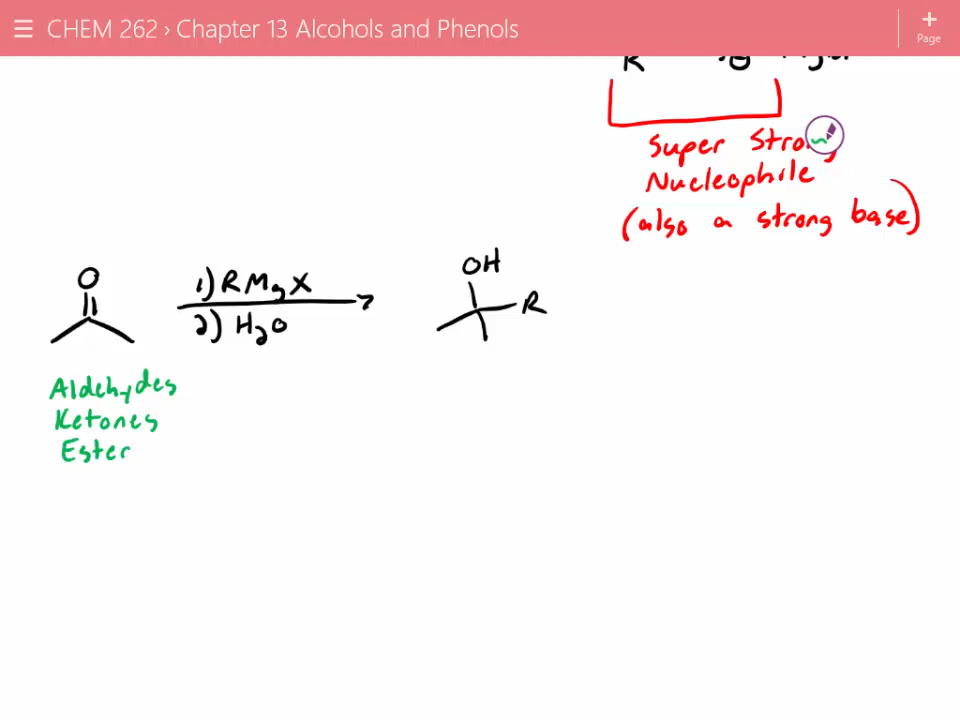 CHEM 262 › Chapter 13 Alcohols and Phenols
Page
R
Super Strong
Nucleophile
(also a strong base)
O
1) RMgX
2) H2O
OH
R
Aldehydes
Ketones
Ester